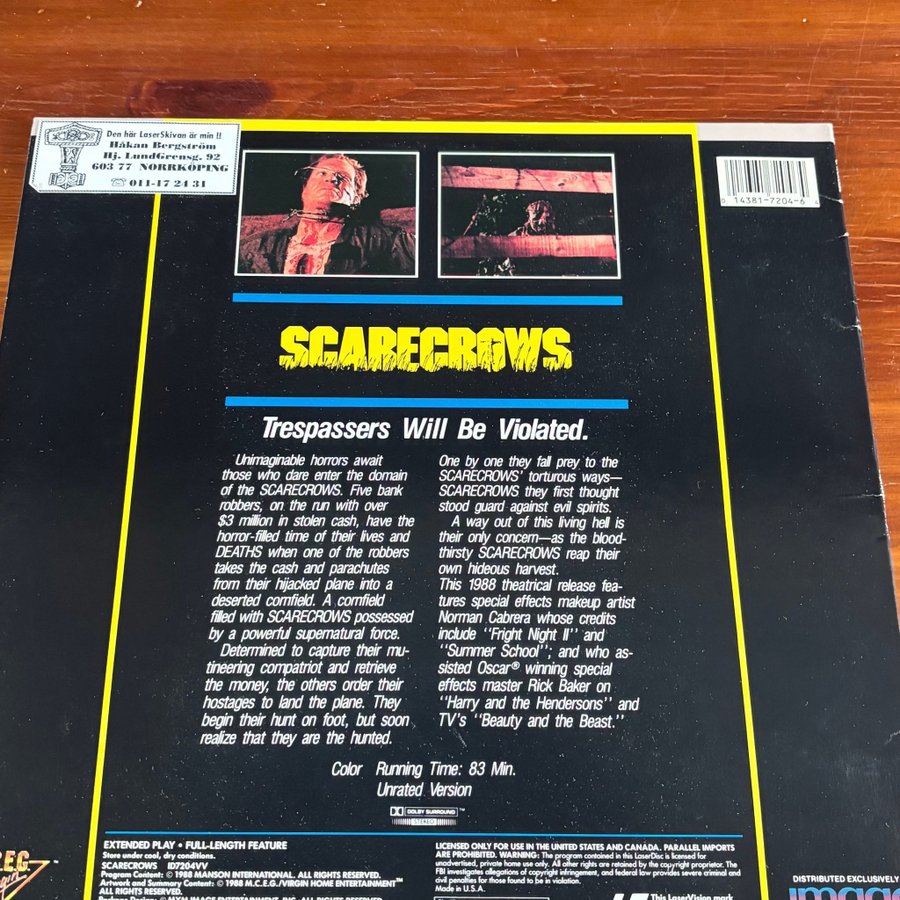 Den här LaserSkivan är min !!
Håkan Bergström
Hj. LundGrensg. 92
603 77 NORRKÖPING
☏ 011-17 24 31
0 14381-7204-6 4
SCARECROWS
Trespassers Will Be Violated.
Unimaginable horrors await
those who dare enter the domain
of the SCARECROWS. Five bank
robbers, on the run with over
$3 million in stolen cash, have the
horror-filled time of their lives and
DEATHS when one of the robbers
takes the cash and parachutes
from their hijacked plane into a
deserted cornfield. A cornfield
filled with SCARECROWS possessed
by a powerful supernatural force.
Determined to capture their mu-
tineering compatriot and retrieve
the money, the others order their
hostages to land the plane. They
begin their hunt on foot, but soon
realize that they are the hunted.
One by one they fall prey to the
SCARECROWS' torturous ways—
SCARECROWS they first thought
stood guard against evil spirits.
A way out of this living hell is
their only concern—as the blood-
thirsty SCARECROWS reap their
own hideous harvest.
This 1988 theatrical release fea-
tures special effects makeup artist
Norman Cabrera whose credits
include "Fright Night II" and
"Summer School"; and who as-
sisted Oscar® winning special
effects master Rick Baker on
"Harry and the Hendersons" and
TV's "Beauty and the Beast."
Color Running Time: 83 Min.
Unrated Version
DOLBY SURROUND™
STEREO
EXTENDED PLAY • FULL-LENGTH FEATURE
Store under cool, dry conditions.
SCARECROWS ID7204VV
Program Content: © 1988 MANSON INTERNATIONAL. ALL RIGHTS RESERVED.
Artwork and Summary Content: © 1988 M.C.E.G./VIRGIN HOME ENTERTAINMENT™
ALL RIGHTS RESERVED.
LICENSED ONLY FOR USE IN THE UNITED STATES AND CANADA. PARALLEL IMPORTS
ARE PROHIBITED. WARNING: The program contained in this LaserDisc is licensed for
unadvertised, private home use only. All other rights are retained by the copyright proprietor. The
FBI investigates allegations of copyright infringement, and federal law provides severe criminal and
civil penalties for those found to be in violation.
Made in U.S.A.
This LaserVision mark
.E.G.™
DISTRIBUTED EXCLUSIVELY
image